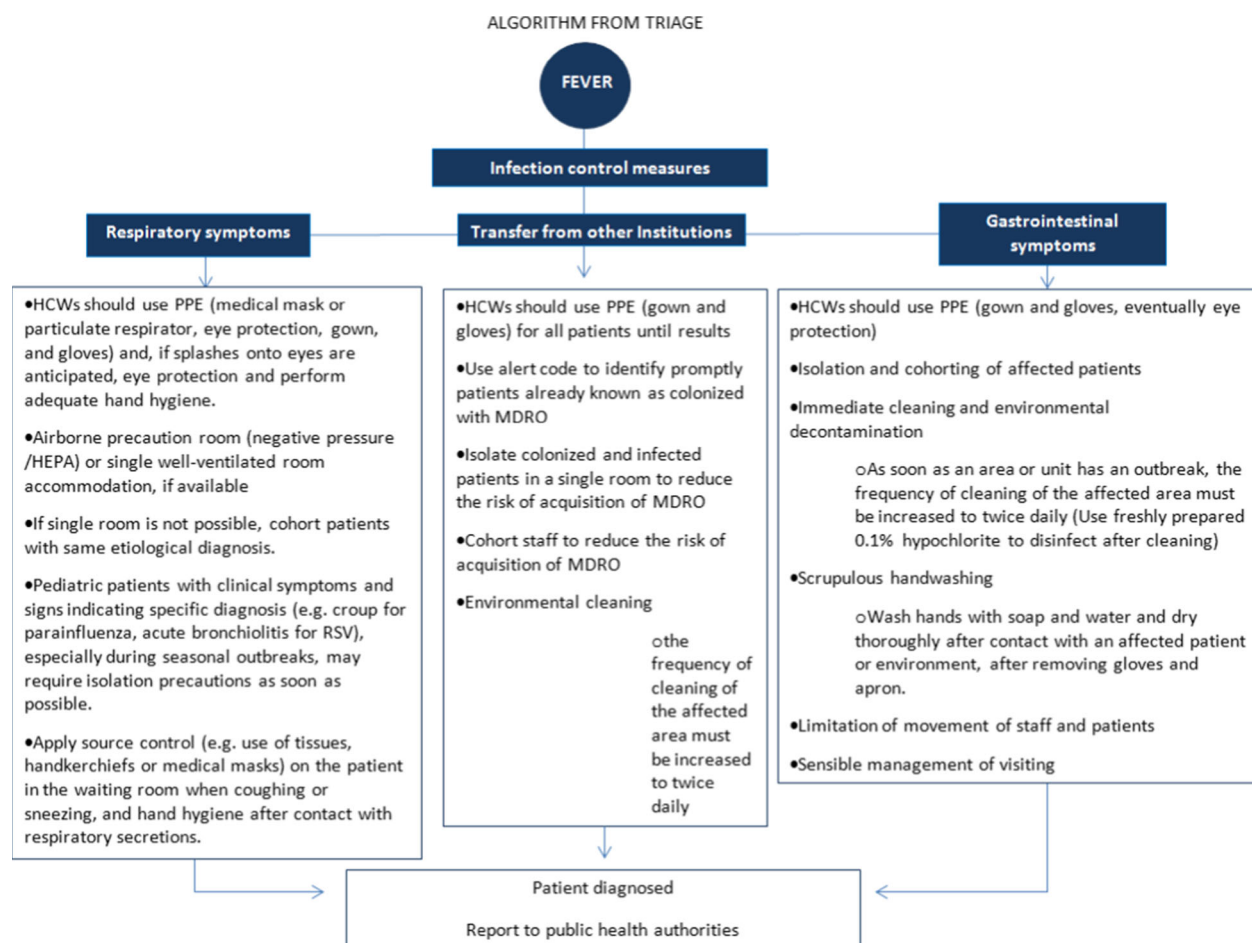 ALGORITHM FROM TRIAGE
FEVER
Infection control measures
Respiratory symptoms
Transfer from other Institutions
Gastrointestinal
symptoms
•HCWs should use PPE (medical mask or
particulate respirator, eye protection, gown,
and gloves) and, if splashes onto eyes are
anticipated, eye protection and perform
adequate hand hygiene.
•Airborne precaution room (negative pressure
/HEPA) or single well-ventilated room
accommodation, if available
•If single room is not possible, cohort patients
with same etiological diagnosis.
•Pediatric patients with clinical symptoms and
signs indicating specific diagnosis (e.g. croup for
parainfluenza, acute bronchiolitis for RSV),
especially during seasonal outbreaks, may
require isolation precautions as soon as
possible.
•Apply source control (e.g. use of tissues,
handkerchiefs or medical masks) on the patient
in the waiting room when coughing or
sneezing, and hand hygiene after contact with
respiratory secretions.
•HCWs should use PPE (gown and
gloves) for all patients until results
•Use alert code to identify promptly
patients already known as colonized
with MDRO
•Isolate colonized and infected
patients in a single room to reduce
the risk of acquisition of MDRO
•Cohort staff to reduce the risk of
acquisition of MDRO
•Environmental cleaning
othe
frequency of
cleaning of
the affected
area must
be increased
to twice
daily
•HCWs should use PPE (gown and gloves, eventually eye
protection)
•Isolation and cohorting of affected patients
•Immediate cleaning and environmental
decontamination
oAs soon as an area or unit has an outbreak, the
frequency of cleaning of the affected area must
be increased to twice daily (Use freshly prepared
0.1% hypochlorite to disinfect after cleaning)
•Scrupulous handwashing
oWash hands with soap and water and dry
thoroughly after contact with an affected patient
or environment, after removing gloves and
apron.
•Limitation of movement of staff and patients
•Sensible management of visiting
Patient diagnosed
Report to public health authorities